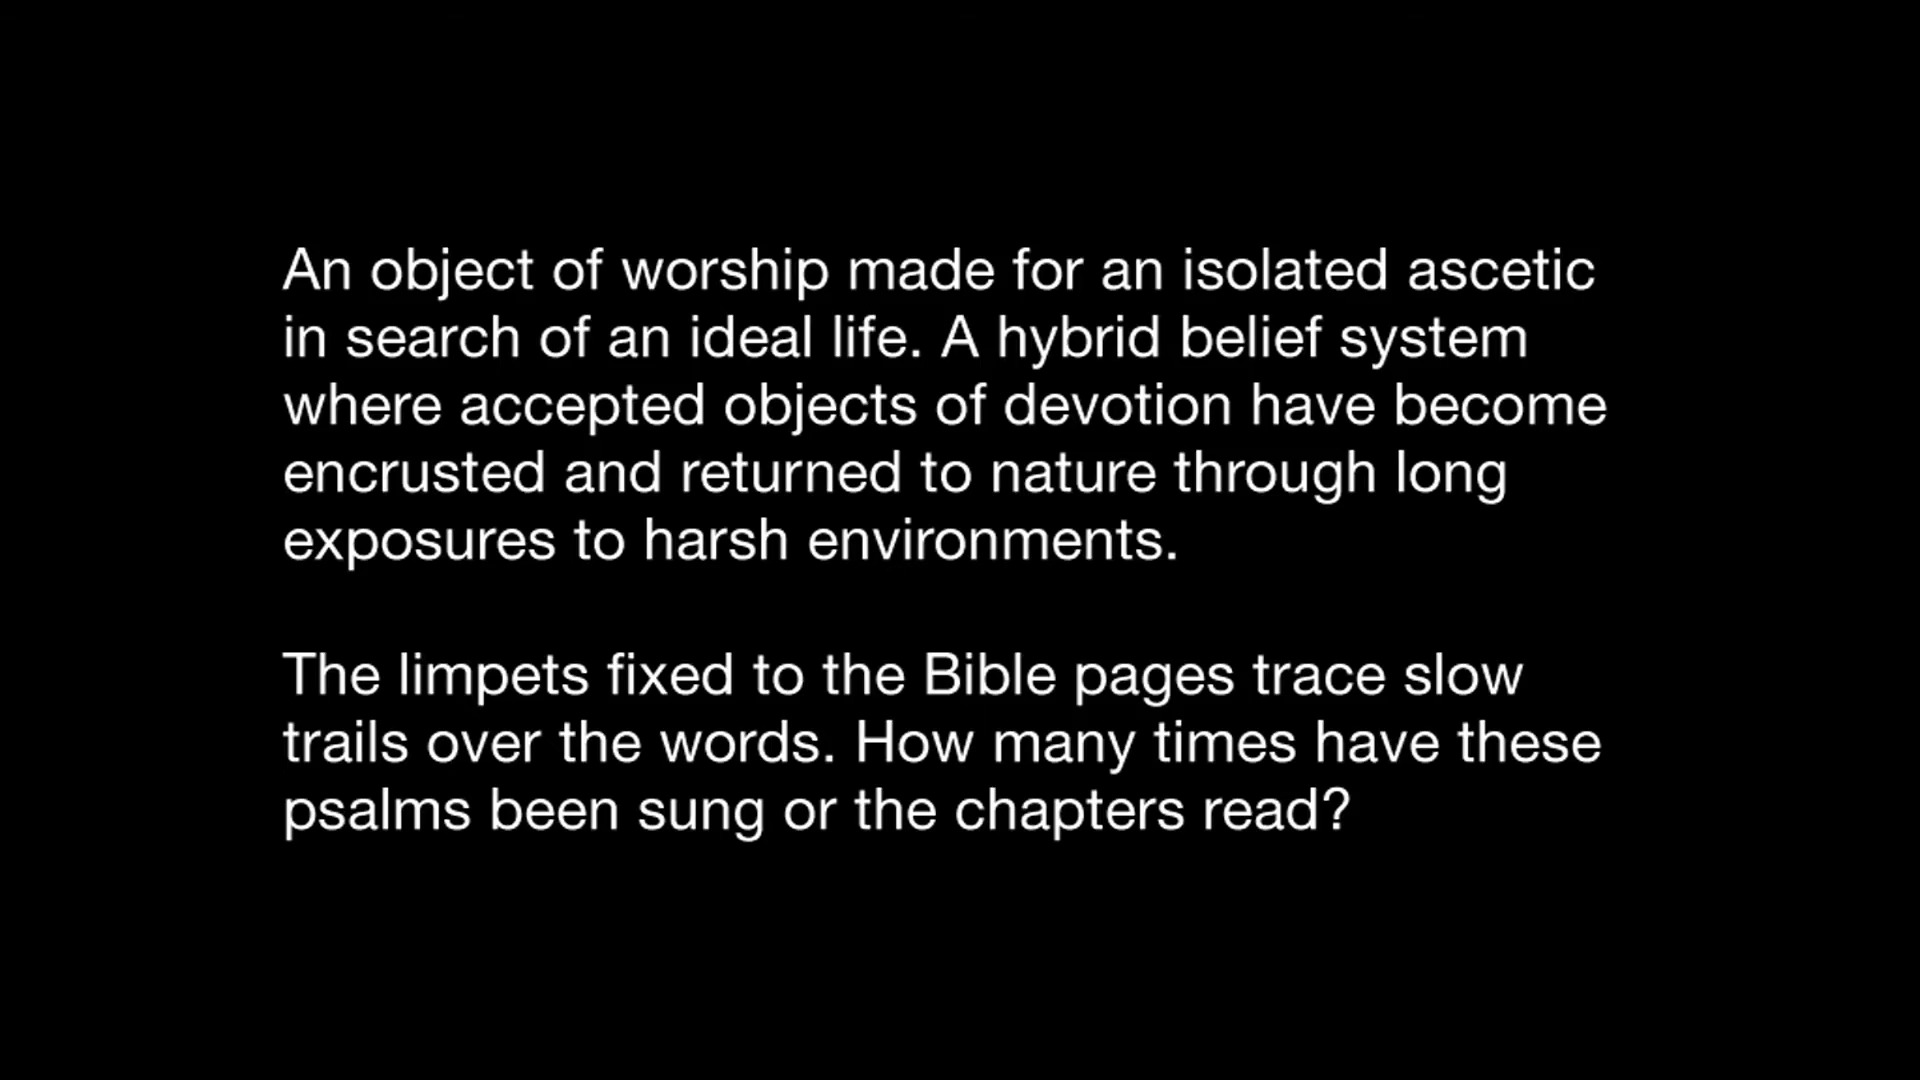 An object of worship made for an isolated ascetic
in search of an ideal life. A hybrid belief system
where accepted objects of devotion have become
encrusted and returned to nature through long
exposures to harsh environments.
The limpets fixed to the Bible pages trace slow
trails over the words. How many times have these
psalms been sung or the chapters read?